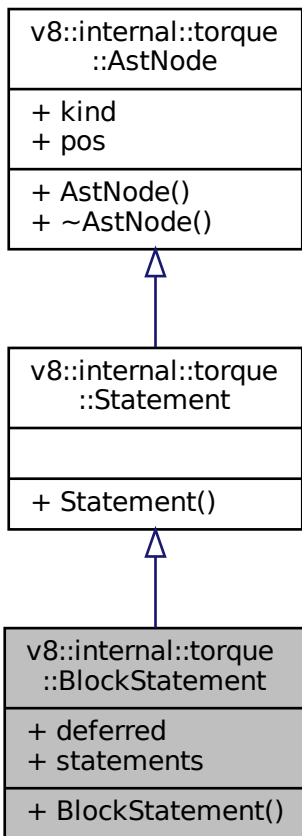 v8::internal::torque
::AstNode
+ kind
+ pos
+ AstNode()
+ ~AstNode()
v8::internal::torque
::Statement
+ Statement()
v8::internal::torque
::BlockStatement
+ deferred
+ statements
+ BlockStatement()